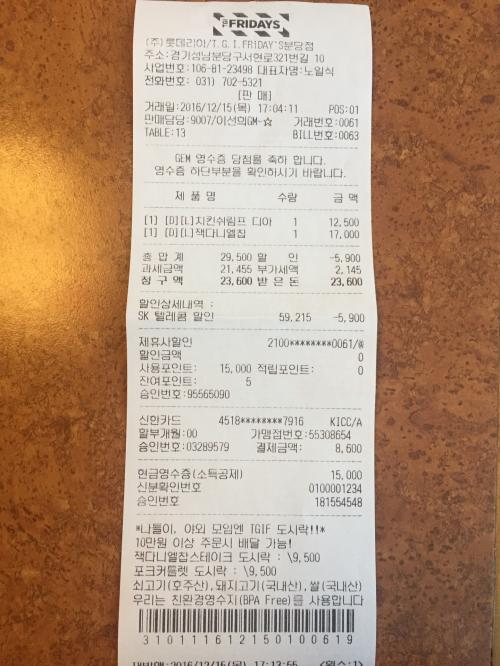 TGI FRIDAYS
(주)롯데리아/T.G.I.FRIDAY'S분당점
주소:경기성남분당구서현로321번길 10
사업번호:106-81-23498 대표자명:노일식
전화번호: 031) 702-5321
[판 매]
거래일:2016/12/15(목) 17:04:11 POS:01
판매담당:9007/이선희GM-☆ 거래번호:0061
TABLE:13 BILL번호:0063
GEM 영수증 당첨를 축하 합니다.
영수증 하단부분을 확인하시기 바랍니다.
제 품 명 수량 금 액
[1] [D][L]치킨쉬림프 디아 1 12,500
[1] [D][L]잭다니엘찹 1 17,000
총 합 계 29,500 할 인 -5,900
과세금액 21,455 부가세액 2,145
청 구 액 23,600 받 은 돈 23,600
할인상세내역 :
SK 텔레콤 할인 59,215 -5,900
제휴사할인 2100********0061/@
할인금액 0
사용포인트: 15,000 적립포인트: 0
잔여포인트: 5
승인번호:95565090
신한카드 4518********7916 KICC/A
할부개월:00 가맹점번호:55308654
승인번호:03289579 결제금액: 8,600
현금영수증(소득공제) 15,000
신분확인번호 0100001234
승인번호 181554548
*나들이, 야외 모임엔 TGIF 도시락!!*
10만원 이상 주문시 배달 가능!
잭다니엘찹스테이크 도시락 : \9,500
포크커틀렛 도시락 : \9,500
쇠고기(호주산),돼지고기(국내산),쌀(국내산)
우리는 친환경영수지(BPA Free)를 사용합니다
3101116121501 00619
2016/12/15(목) 17:13:55